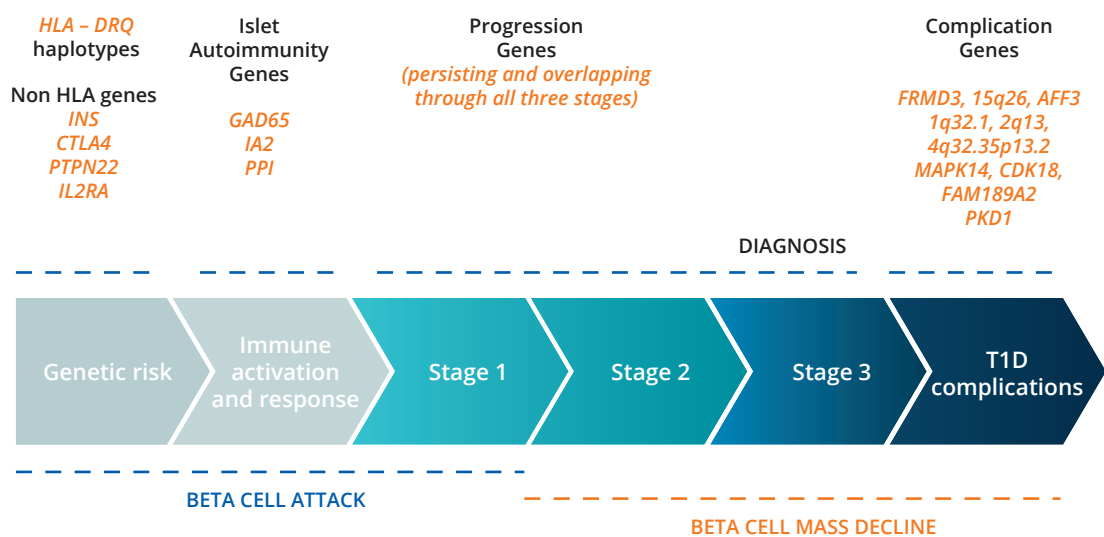 HLA – DRQ
haplotypes
Non HLA genes
INS
CTLA4
PTPN22
IL2RA
Islet
Autoimmunity
Genes
GAD65
IA2
PPI
Progression
Genes
(persisting and overlapping
through all three stages)
Complication
Genes
FRMD3, 15q26, AFF3
1q32.1, 2q13,
4q32.35p13.2
MAPK14, CDK18,
FAM189A2
PKD1
DIAGNOSIS
Genetic risk
Immune
activation
and response
Stage 1
Stage 2
Stage 3
T1D
complications
BETA CELL ATTACK
BETA CELL MASS DECLINE